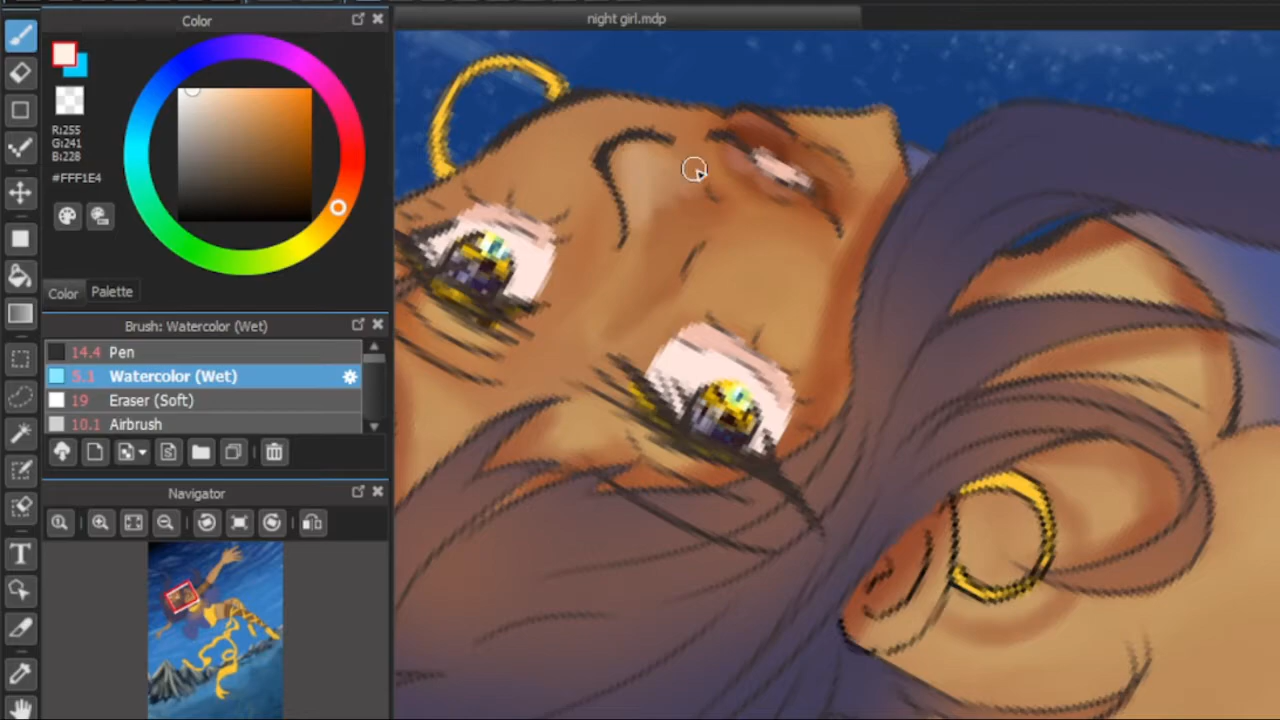 Color
night girl.mdp
R:255
G:241
B:228
#FFF1E4
Color Palette
Brush: Watercolor (Wet)
14.4 Pen
5.1 Watercolor (Wet)
19 Eraser (Soft)
10.1 Airbrush
Navigator